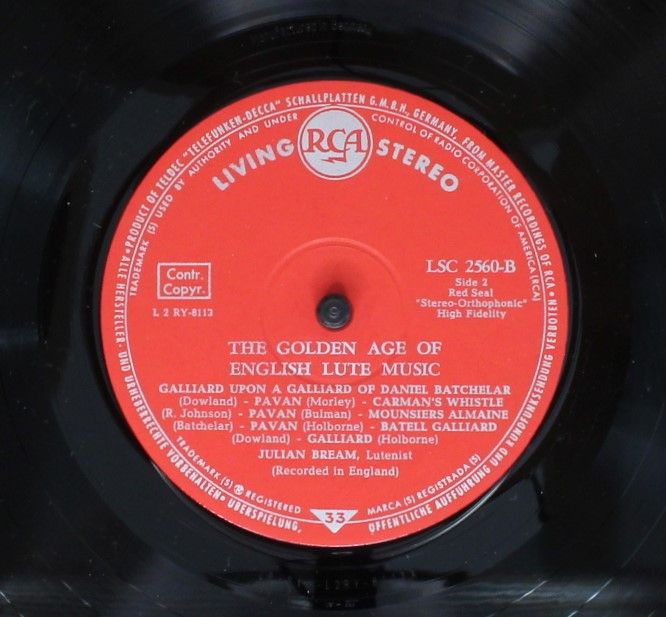 PRODUCT OF TELDEC "TELEFUNKEN-DECCA" SCHALLPLATTEN G.M.B.H., GERMANY, FROM MASTER RECORDINGS OF RCA •
TRADEMARK (S) USED BY AUTHORITY AND UNDER CONTROL OF RADIO CORPORATION OF AMERICA (RCA)
LIVING RCA STEREO
Contr.
Copyr.
L 2 RY-8113
LSC 2560-B
Side 2
Red Seal
"Stereo-Orthophonic"
High Fidelity
THE GOLDEN AGE OF
ENGLISH LUTE MUSIC
GALLIARD UPON A GALLIARD OF DANIEL BATCHELAR
(Dowland) - PAVAN (Morley) - CARMAN'S WHISTLE
(R. Johnson) - PAVAN (Bulman) - MOUNSIERS ALMAINE
(Batchelar) - PAVAN (Holborne) - BATELL GALLIARD
(Dowland) - GALLIARD (Holborne)
JULIAN BREAM, Lutenist
(Recorded in England)
TRADEMARK (S) ® REGISTERED MARCA (S) REGISTRADA (S)
33
• ALLE HERSTELLER - UND URHEBERRECHTE VORBEHALTEN • ÜBERSPIELUNG, ÖFFENTLICHE AUFFÜHRUNG UND RUNDFUNKSENDUNG VERBOTEN •